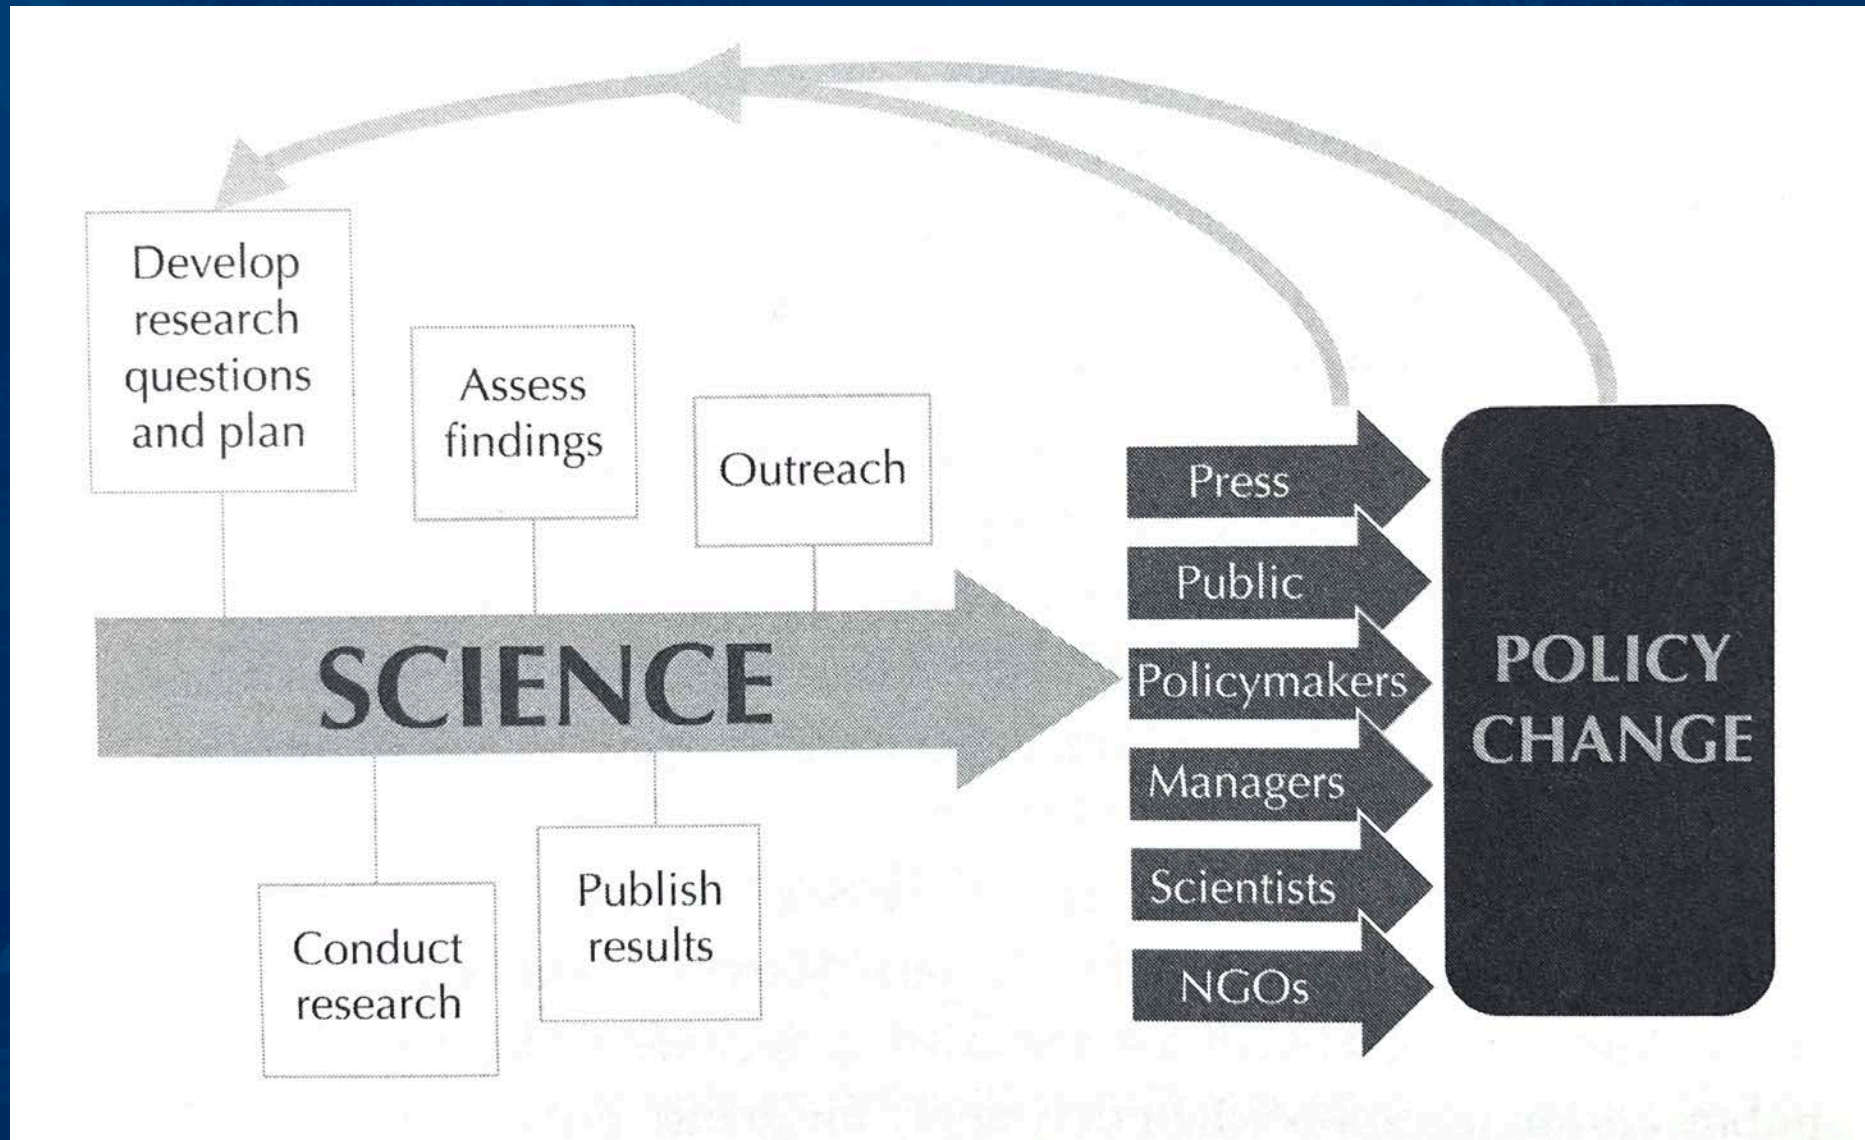 Develop
research
questions
and plan
Assess
findings
Outreach
SCIENCE
Conduct
research
Publish
results
Press
Public
Policymakers
Managers
Scientists
NGOs
POLICY
CHANGE